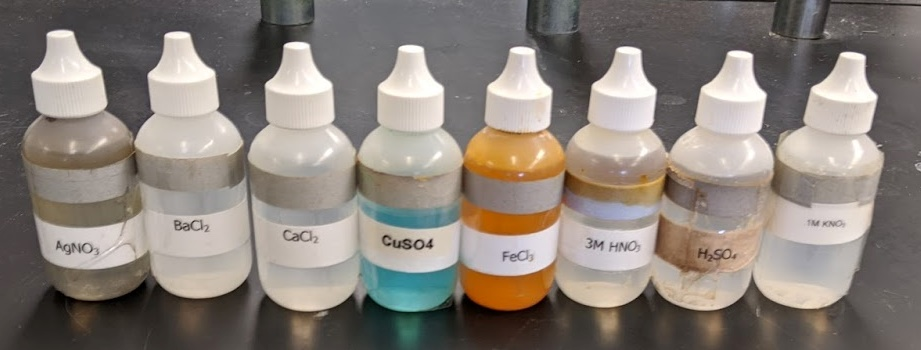 AgNO₃
BaCl₂
CaCl₂
CuSO4
FeCl₃
3M HNO₃
H₂SO₄
1M KNO₃